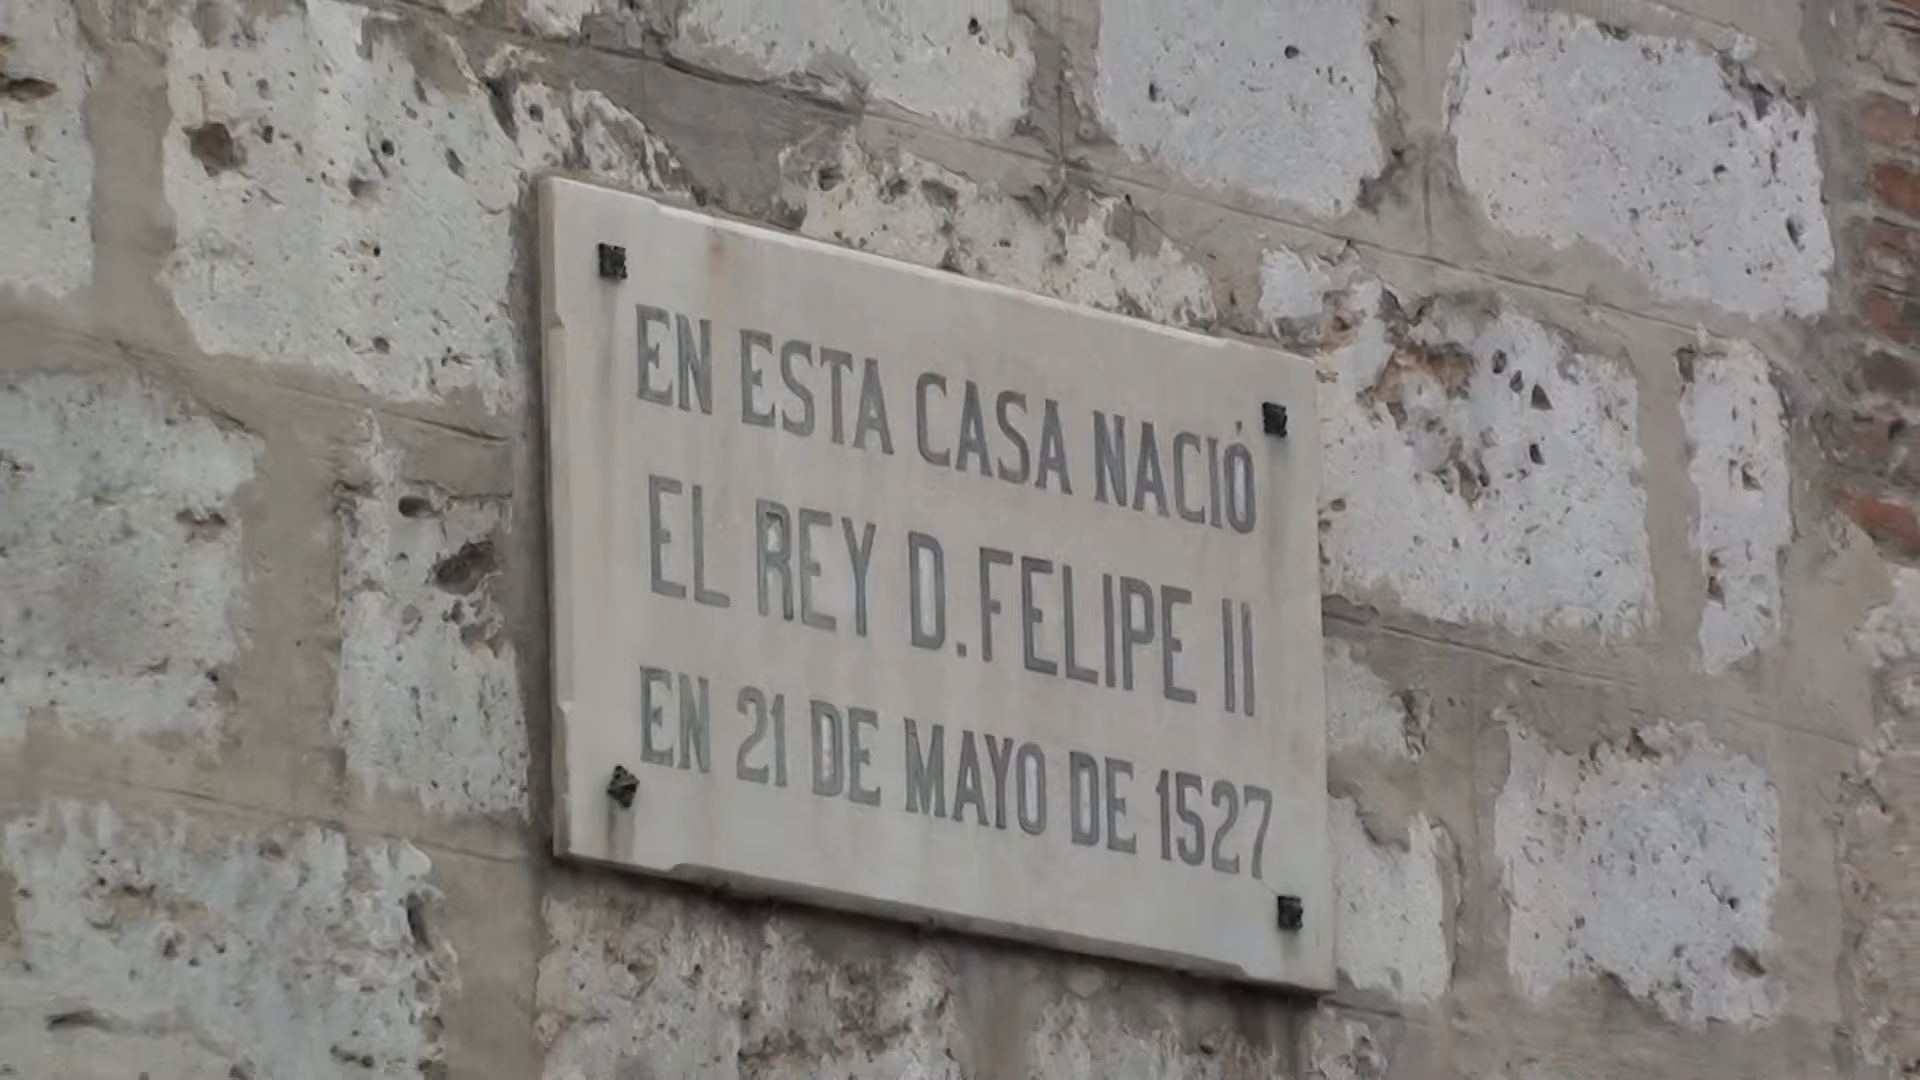 EN ESTA CASA NACIÓ
EL REY D. FELIPE II
EN 21 DE MAYO DE 1527